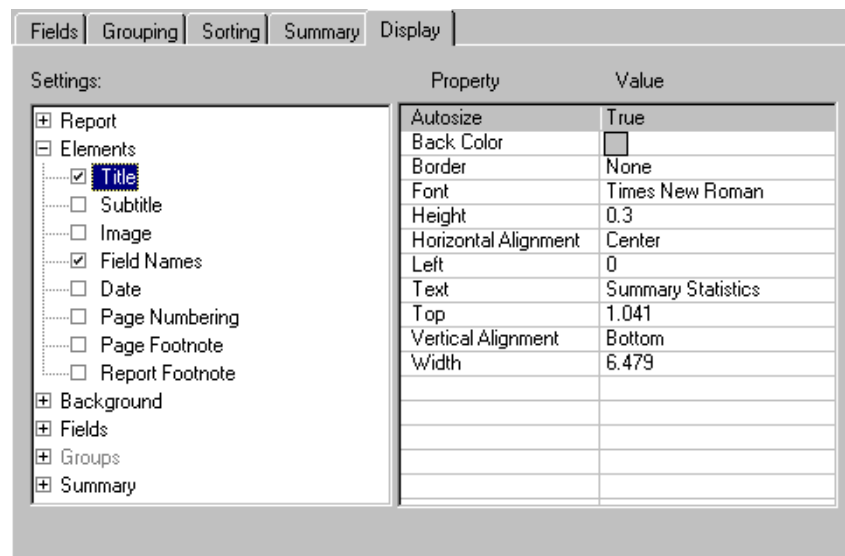 Fields Grouping Sorting Summary Display
Settings: Property Value
Report
Elements
Title
Subtitle
Image
Field Names
Date
Page Numbering
Page Footnote
Report Footnote
Background
Fields
Groups
Summary
Autosize True
Back Color
Border None
Font Times New Roman
Height 0.3
Horizontal Alignment Center
Left 0
Text Summary Statistics
Top 1.041
Vertical Alignment Bottom
Width 6.479